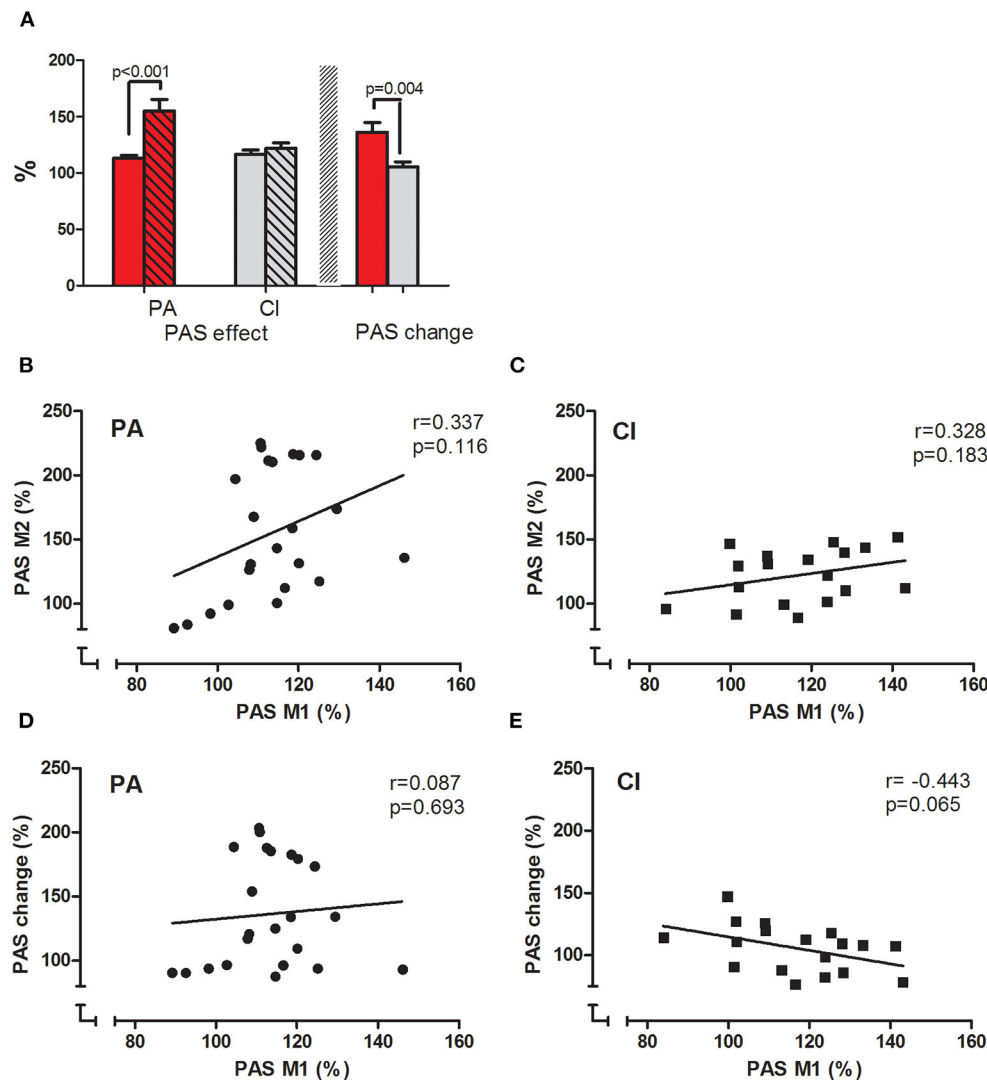 A
200
150
100
50
0
%
p<0.001
p=0.004
PA
CI
PAS effect
PAS change
B
250
200
150
100
PAS M2 (%)
PA
r=0.337
p=0.116
80
100
120
140
160
PAS M1 (%)
C
250
200
150
100
PAS M2 (%)
CI
r=0.328
p=0.183
80
100
120
140
160
PAS M1 (%)
D
250
200
150
100
PAS change (%)
PA
r=0.087
p=0.693
80
100
120
140
160
PAS M1 (%)
E
250
200
150
100
PAS change (%)
CI
r= -0.443
p=0.065
80
100
120
140
160
PAS M1 (%)